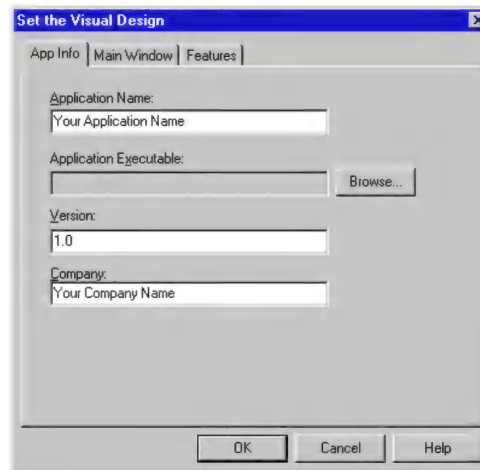 Set the Visual Design
App Info Main Window Features
Application Name:
Your Application Name
Application Executable:
Browse...
Version:
1.0
Company:
Your Company Name
OK Cancel Help